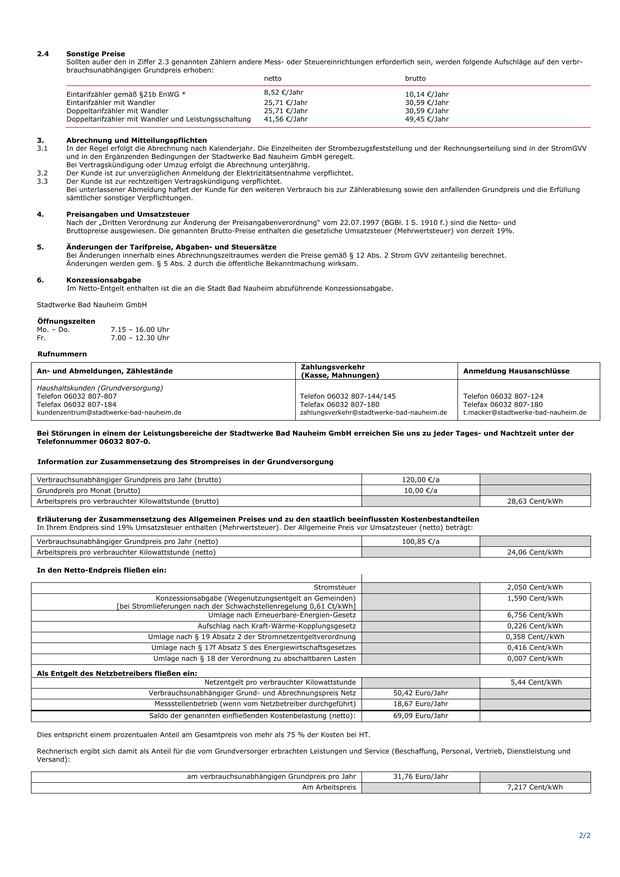 2.4 Sonstige Preise
Sollten außer den in Ziffer 2.3 genannten Zählern andere Mess- oder Steuereinrichtungen erforderlich sein, werden folgende Aufschläge auf den verbr-
brauchsunabhängigen Grundpreis erhoben:
netto brutto
Eintarifzähler gemäß §21b EnWG * 8,52 €/Jahr 10,14 €/Jahr
Eintarifzähler mit Wandler 25,71 €/Jahr 30,59 €/Jahr
Doppeltarifzähler mit Wandler 25,71 €/Jahr 30,59 €/Jahr
Doppeltarifzähler mit Wandler und Leistungsschaltung 41,56 €/Jahr 49,45 €/Jahr
3. Abrechnung und Mitteilungspflichten
3.1 In der Regel erfolgt die Abrechnung nach Kalenderjahr. Die Einzelheiten der Strombezugsfeststellung und der Rechnungserteilung sind in der StromGVV
und in den Ergänzenden Bedingungen der Stadtwerke Bad Nauheim GmbH geregelt.
Bei Vertragskündigung oder Umzug erfolgt die Abrechnung unterjährig.
3.2 Der Kunde ist zur unverzüglichen Anmeldung der Elektrizitätsentnahme verpflichtet.
3.3 Der Kunde ist zur rechtzeitigen Vertragskündigung verpflichtet.
Bei unterlassener Abmeldung haftet der Kunde für den weiteren Verbrauch bis zur Zählerablesung sowie den anfallenden Grundpreis und die Erfüllung
sämtlicher sonstiger Verpflichtungen.
4. Preisangaben und Umsatzsteuer
Nach der „Dritten Verordnung zur Änderung der Preisangabenverordnung“ vom 22.07.1997 (BGBl. I S. 1910 f.) sind die Netto- und
Bruttopreise ausgewiesen. Die genannten Brutto-Preise enthalten die gesetzliche Umsatzsteuer (Mehrwertsteuer) von derzeit 19%.
5. Änderungen der Tarifpreise, Abgaben- und Steuersätze
Bei Änderungen innerhalb eines Abrechnungszeitraumes werden die Preise gemäß § 12 Abs. 2 Strom GVV zeitanteilig berechnet.
Änderungen werden gem. § 5 Abs. 2 durch die öffentliche Bekanntmachung wirksam.
6. Konzessionsabgabe
Im Netto-Entgelt enthalten ist die an die Stadt Bad Nauheim abzuführende Konzessionsabgabe.
Stadtwerke Bad Nauheim GmbH
Öffnungszeiten
Mo. – Do. 7.15 – 16.00 Uhr
Fr. 7.00 – 12.30 Uhr
Rufnummern
An- und Abmeldungen, Zählestände Zahlungsverkehr Anmeldung Hausanschlüsse
(Kasse, Mahnungen)
Haushaltskunden (Grundversorgung)
Telefon 06032 807-807 Telefon 06032 807-144/145 Telefon 06032 807-124
Telefax 06032 807-184 Telefax 06032 807-180 Telefax 06032 807-180
kundenzentrum@stadtwerke-bad-nauheim.de zahlungsverkehr@stadtwerke-bad-nauheim.de t.macker@stadtwerke-bad-nauheim.de
Bei Störungen in einem der Leistungsbereiche der Stadtwerke Bad Nauheim GmbH erreichen Sie uns zu jeder Tages- und Nachtzeit unter der
Telefonnummer 06032 807-0.
Information zur Zusammensetzung des Strompreises in der Grundversorgung
Verbrauchsunabhängiger Grundpreis pro Jahr (brutto) 120,00 €/a
Grundpreis pro Monat (brutto) 10,00 €/a
Arbeitspreis pro verbrauchter Kilowattstunde (brutto) 28,63 Cent/kWh
Erläuterung der Zusammensetzung des Allgemeinen Preises und zu den staatlich beeinflussten Kostenbestandteilen
In Ihrem Endpreis sind 19% Umsatzsteuer enthalten (Mehrwertsteuer). Der Allgemeine Preis vor Umsatzsteuer (netto) beträgt:
Verbrauchsunabhängiger Grundpreis pro Jahr (netto) 100,85 €/a
Arbeitspreis pro verbrauchter Kilowattstunde (netto) 24,06 Cent/kWh
In den Netto-Endpreis fließen ein:
Stromsteuer 2,050 Cent/kWh
Konzessionsabgabe (Wegenutzungsentgelt an Gemeinden) 1,590 Cent/kWh
[bei Stromlieferungen nach der Schwachstellenregelung 0,61 Ct/kWh]
Umlage nach Erneuerbare-Energien-Gesetz 6,756 Cent/kWh
Aufschlag nach Kraft-Wärme-Kopplungsgesetz 0,226 Cent/kWh
Umlage nach § 19 Absatz 2 der Stromnetzentgeltverordnung 0,358 Cent//kWh
Umlage nach § 17f Absatz 5 des Energiewirtschaftsgesetzes 0,416 Cent/kWh
Umlage nach § 18 der Verordnung zu abschaltbaren Lasten 0,007 Cent/kWh
Als Entgelt des Netzbetreibers fließen ein:
Netzentgelt pro verbrauchter Kilowattstunde 5,44 Cent/kWh
Verbrauchsunabhängiger Grund- und Abrechnungspreis Netz 50,42 Euro/Jahr
Messstellenbetrieb (wenn vom Netzbetreiber durchgeführt) 18,67 Euro/Jahr
Saldo der genannten einfließenden Kostenbelastung (netto): 69,09 Euro/Jahr
Dies entspricht einem prozentualen Anteil am Gesamtpreis von mehr als 75 % der Kosten bei HT.
Rechnerisch ergibt sich damit als Anteil für die vom Grundversorger erbrachten Leistungen und Service (Beschaffung, Personal, Vertrieb, Dienstleistung und
Versand):
am verbrauchsunabhängigen Grundpreis pro Jahr 31,76 Euro/Jahr
Am Arbeitspreis 7,217 Cent/kWh
2/2